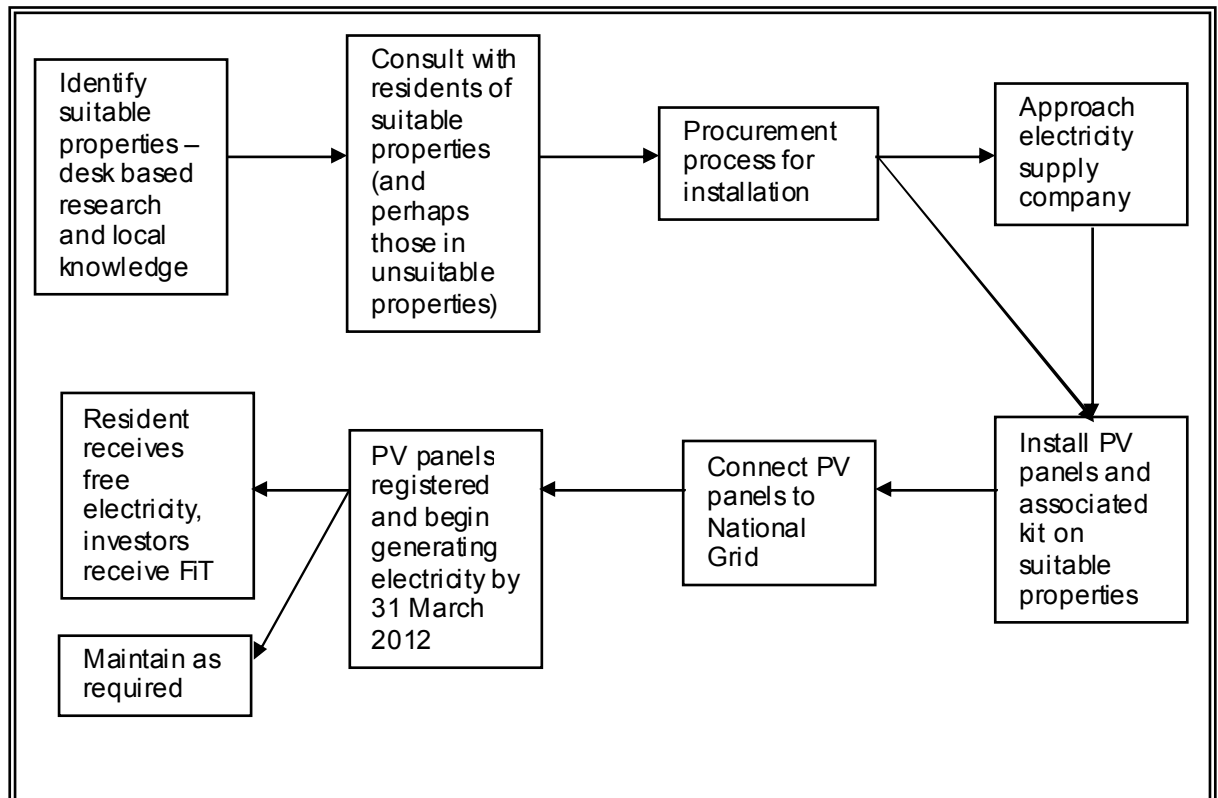 Identify
suitable
properties –
desk based
research
and local
knowledge
Consult with
residents of
suitable
properties
(and
perhaps
those in
unsuitable
properties)
Procurement
process for
installation
Approach
electricity
supply
company
Install PV
panels and
associated
kit on
suitable
properties
Connect PV
panels to
National
Grid
PV panels
registered
and begin
generating
electricity by
31 March
2012
Resident
receives
free
electricity,
investors
receive FiT
Maintain as
required